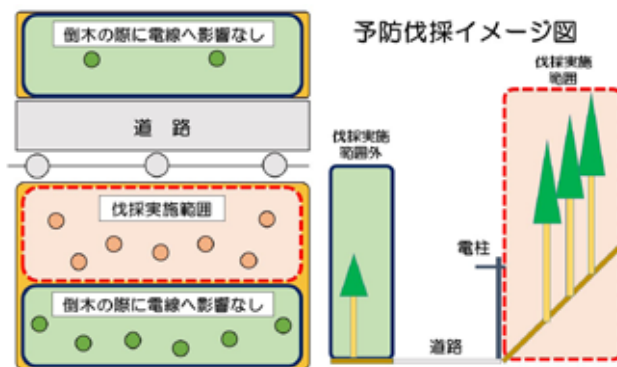 倒木の際に電線へ影響なし
道 路
伐採実施範囲
倒木の際に電線へ影響なし
予防伐採イメージ図
伐採実施
範囲外
伐採実施
範囲
電柱
道路